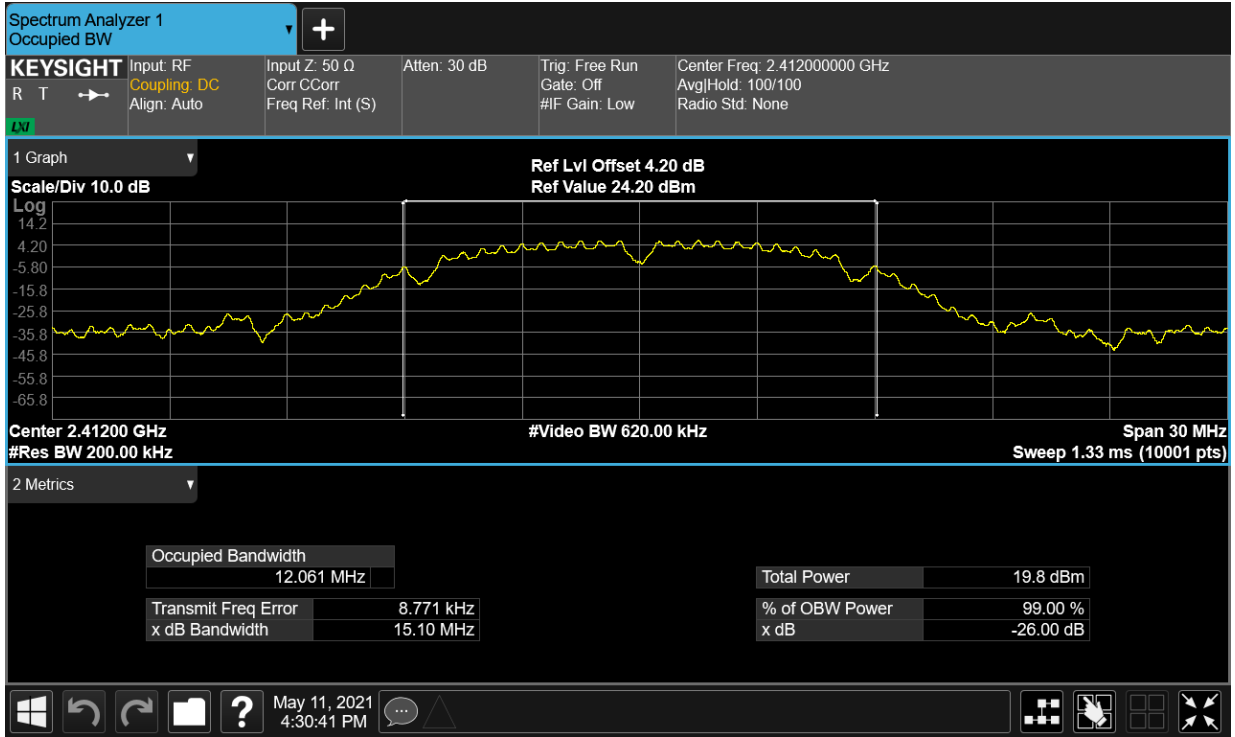 Spectrum Analyzer 1
Occupied BW
KEYSIGHT
R T
LXI
Input: RF
Coupling: DC
Align: Auto
Input Z: 50 Ω
Corr CCorr
Freq Ref: Int (S)
Atten: 30 dB
Trig: Free Run
Gate: Off
#IF Gain: Low
Center Freq: 2.412000000 GHz
Avg|Hold: 100/100
Radio Std: None
1 Graph
Scale/Div 10.0 dB
Ref Lvl Offset 4.20 dB
Ref Value 24.20 dBm
Log
14.2
4.20
-5.80
-15.8
-25.8
-35.8
-45.8
-55.8
-65.8
Center 2.41200 GHz
#Video BW 620.00 kHz
Span 30 MHz
#Res BW 200.00 kHz
Sweep 1.33 ms (10001 pts)
2 Metrics
Occupied Bandwidth
12.061 MHz
Total Power 19.8 dBm
Transmit Freq Error 8.771 kHz
% of OBW Power 99.00 %
x dB Bandwidth 15.10 MHz
x dB -26.00 dB
?
May 11, 2021
4:30:41 PM